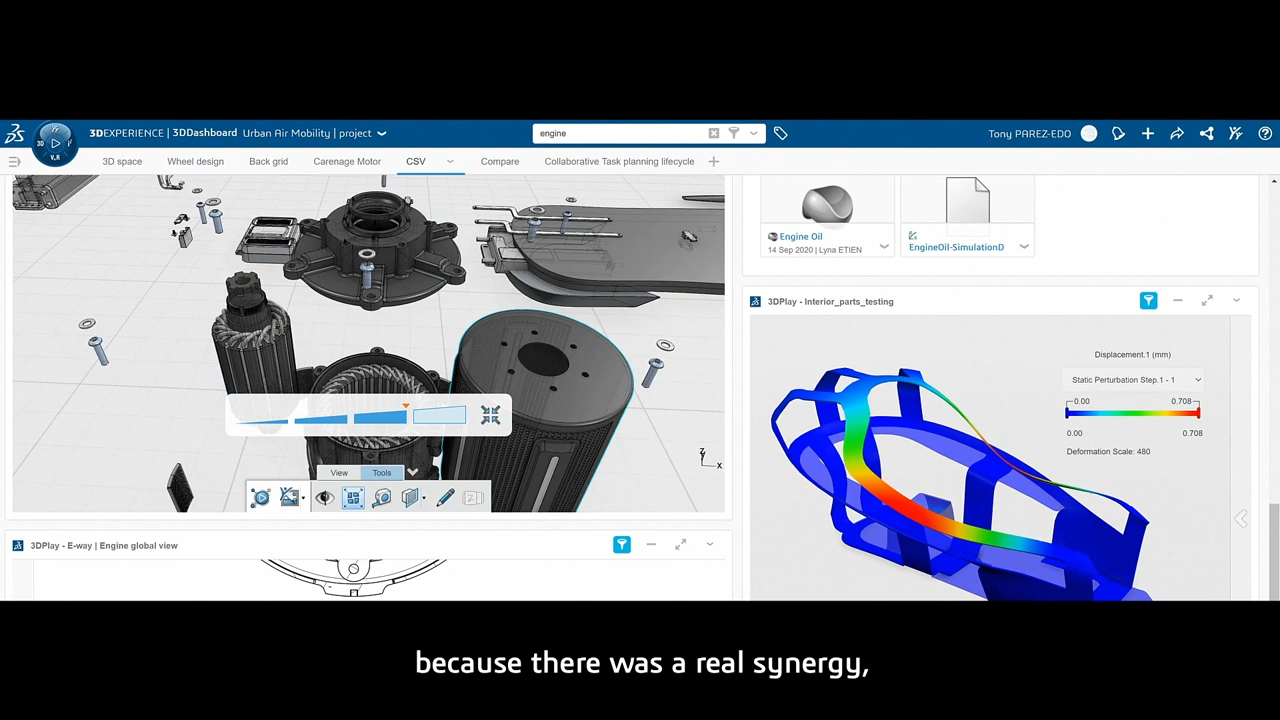 3DEXPERIENCE | 3DDashboard Urban Air Mobility | project
engine
Tony PAREZ-EDO
3D
V.R
3D space
Wheel design
Back grid
Carenage Motor
CSV
Compare
Collaborative Task planning lifecycle
Engine Oil
14 Sep 2020 | Lyna ETIEN
EngineOil-SimulationD
3DPlay - Interior_parts_testing
Displacement.1 (mm)
Static Perturbation Step.1 - 1
0.00
0.708
0.00
0.708
Deformation Scale: 480
Z
Y
X
View
Tools
3DPlay - E-way | Engine global view
because there was a real synergy,